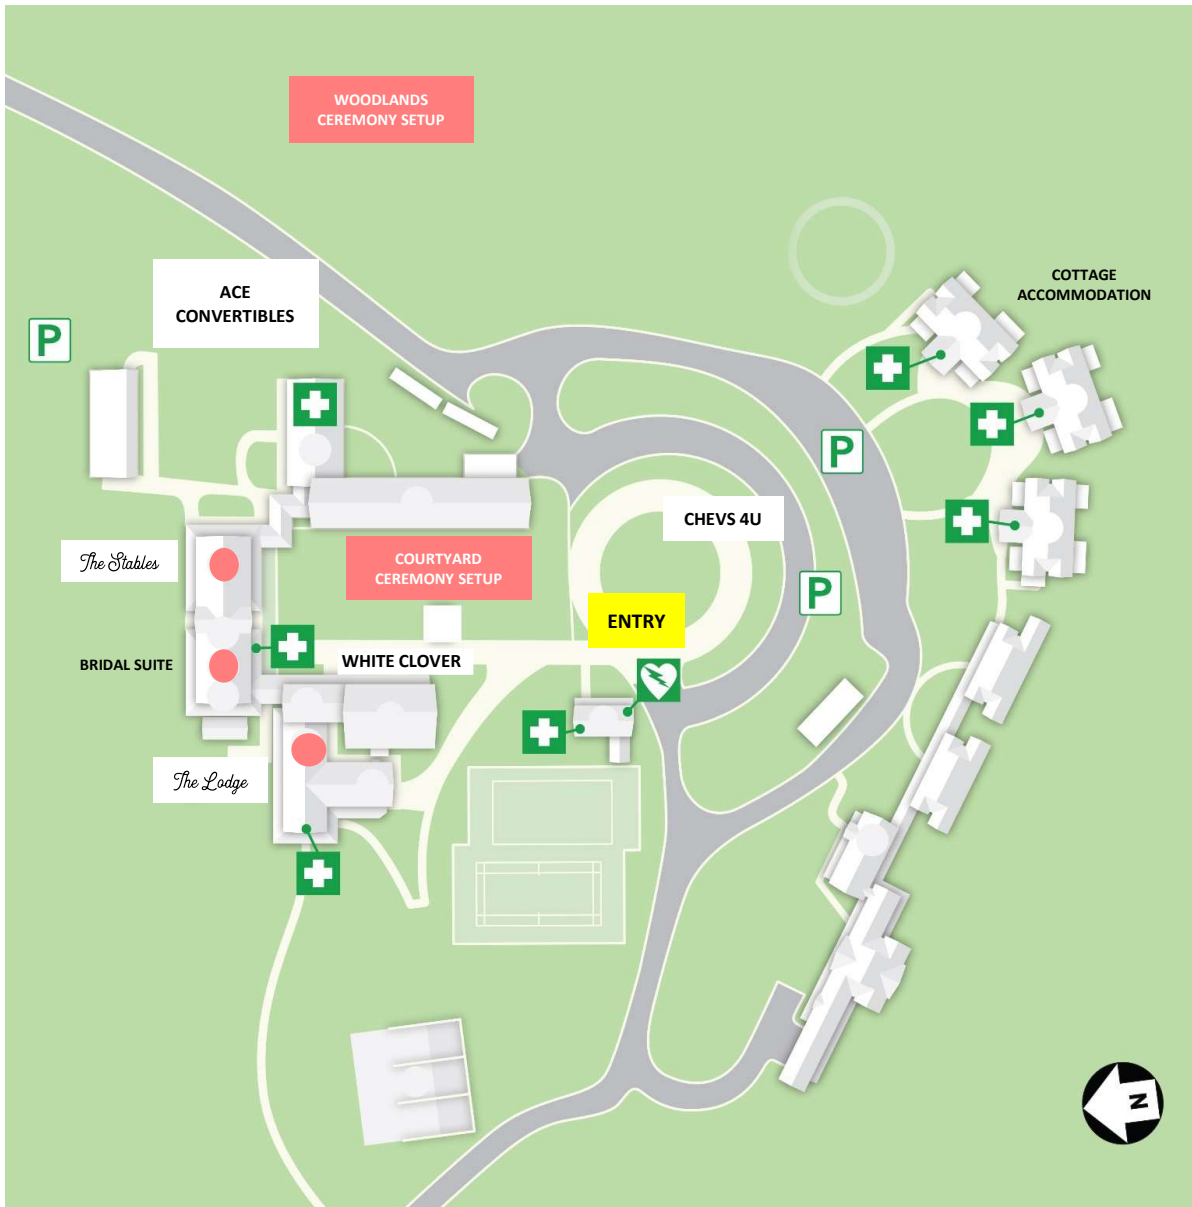 WOODLANDS
CEREMONY SETUP
ACE
CONVERTIBLES
COTTAGE
ACCOMMODATION
P
P
CHEVS 4U
The Stables
COURTYARD
CEREMONY SETUP
P
ENTRY
BRIDAL SUITE
WHITE CLOVER
The Lodge
N